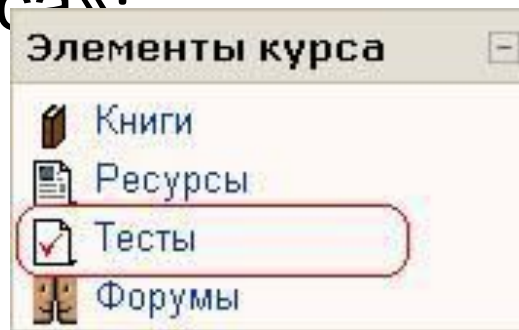 Элементы курса
Книги
Ресурсы
Тесты
Форумы